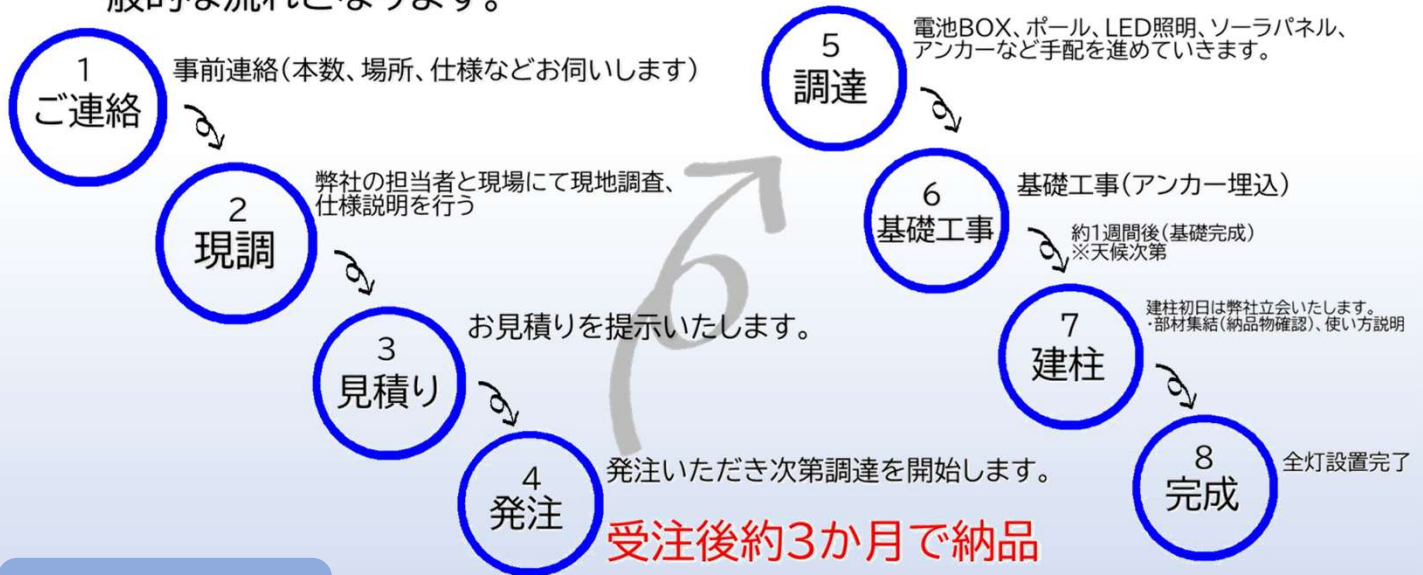 般的な流れとなります。
1
ご連絡
事前連絡(本数、場所、仕様などお伺いします)
2
現調
弊社の担当者と現場にて現地調査、
仕様説明を行う
3
見積り
お見積りを提示いたします。
4
発注
発注いただき次第調達を開始します。
受注後約3か月で納品
5
調達
電池BOX、ポール、LED照明、ソーラパネル、
アンカーなど手配を進めていきます。
6
基礎工事
基礎工事(アンカー埋込)
約1週間後(基礎完成)
※天候次第
7
建柱
建柱初日は弊社立会いたします。
・部材集結(納品物確認)、使い方説明
8
完成
全灯設置完了